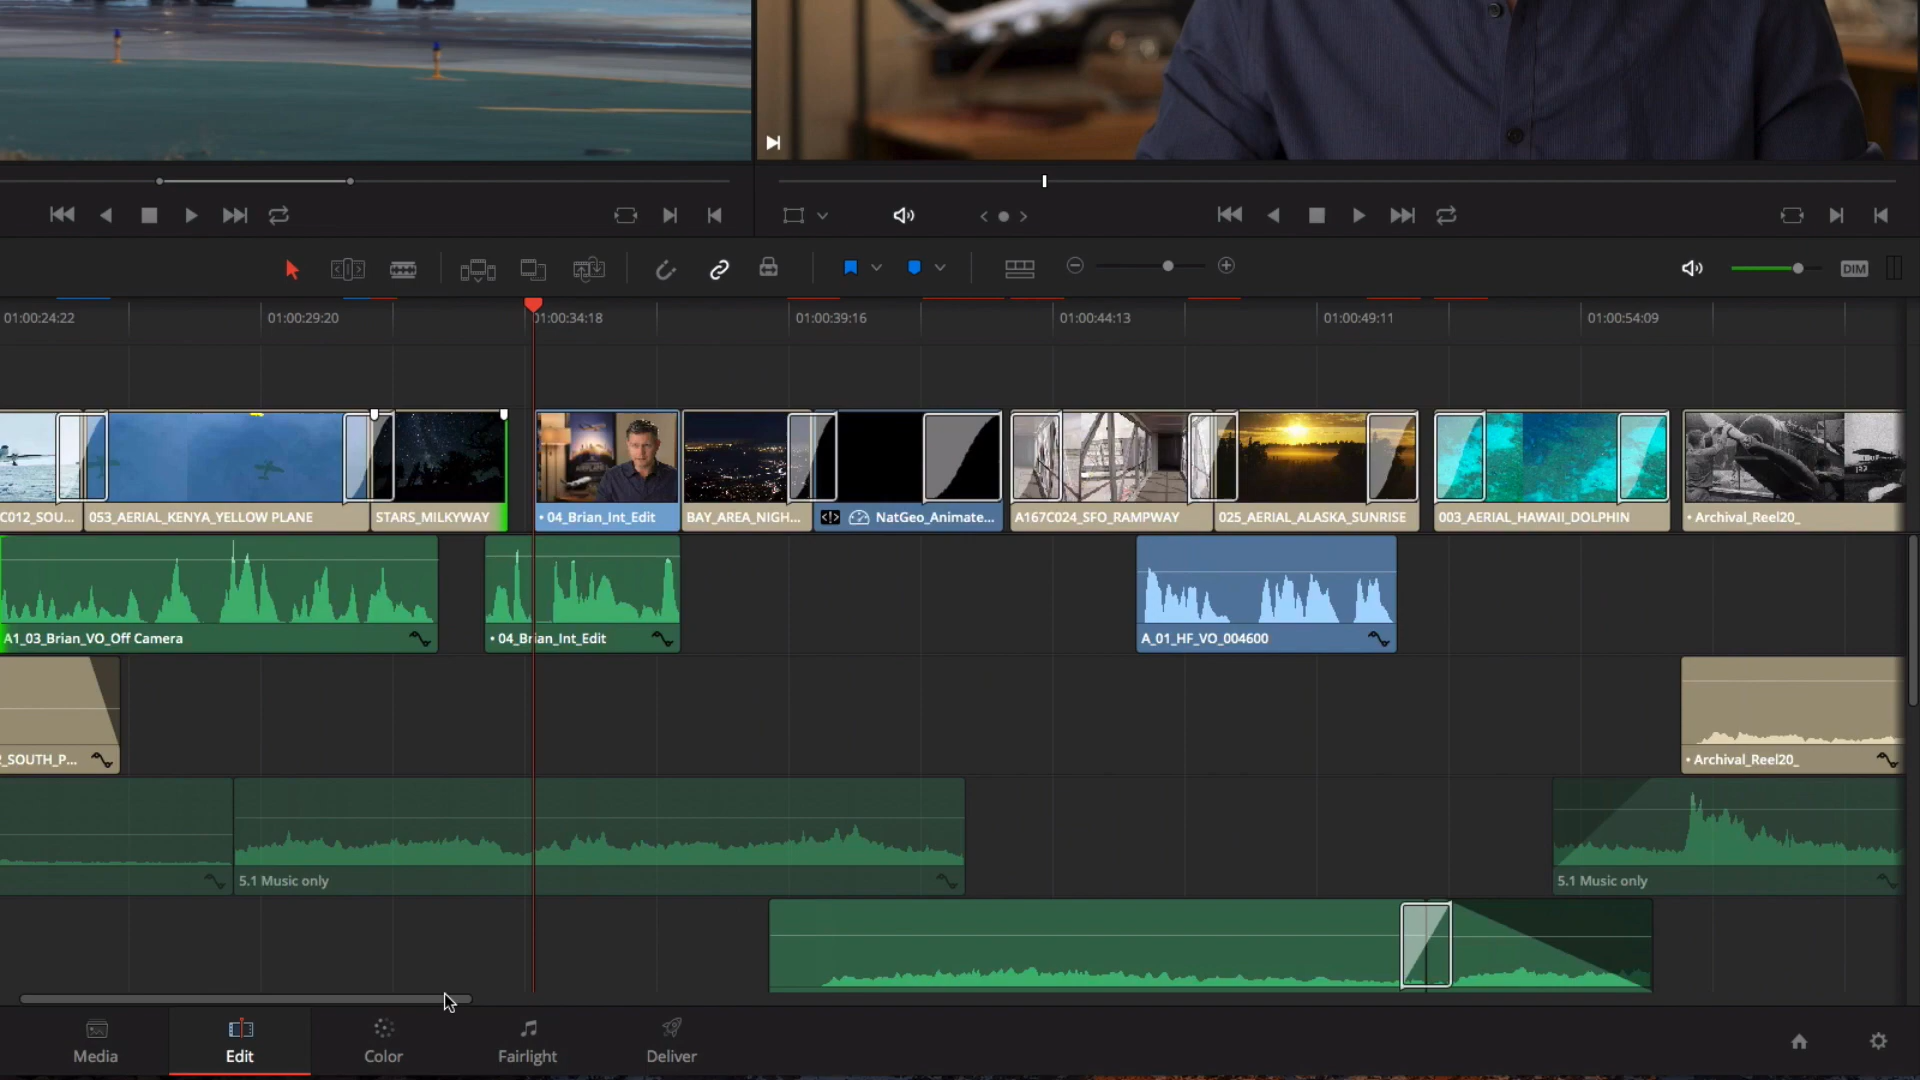 DIM
01:00:24:22
01:00:29:20
01:00:34:18
01:00:39:16
01:00:44:13
01:00:49:11
01:00:54:09
C012_SOU...
053_AERIAL_KENYA_YELLOW PLANE
STARS_MILKYWAY
• 04_Brian_Int_Edit
BAY_AREA_NIGH...
NatGeo_Animate...
A167C024_SFO_RAMPWAY
025_AERIAL_ALASKA_SUNRISE
003_AERIAL_HAWAII_DOLPHIN
• Archival_Reel20_
A1_03_Brian_VO_Off Camera
• 04_Brian_Int_Edit
A_01_HF_VO_004600
_SOUTH_P...
• Archival_Reel20_
5.1 Music only
5.1 Music only
Media
Edit
Color
Fairlight
Deliver